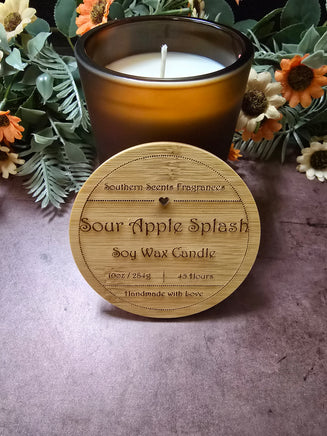 Southern Scents Fragrances
Sour Apple Splash
Soy Wax Candle
10oz / 284g | 45 Hours
Handmade with Love